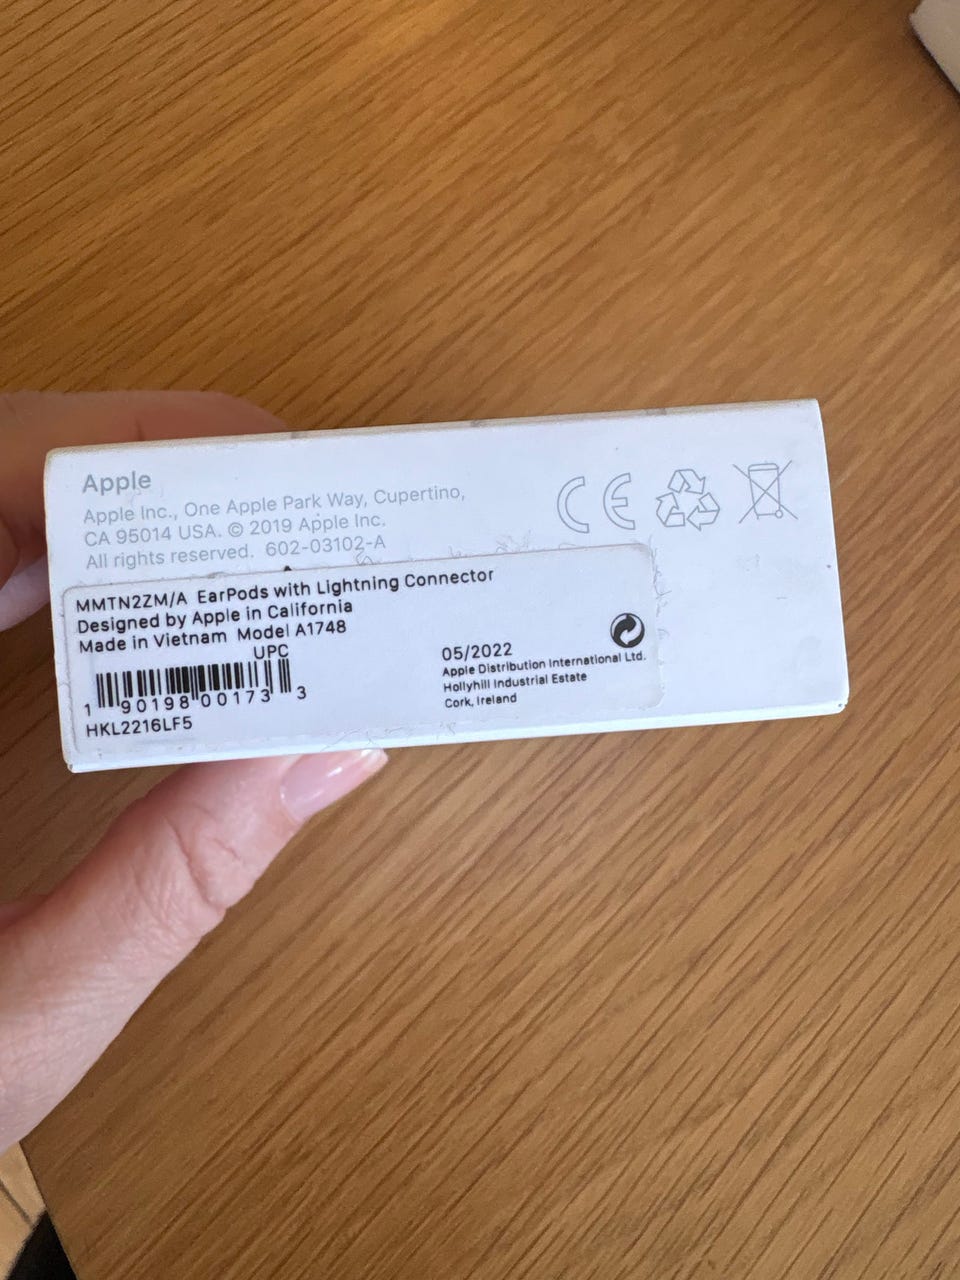 Apple
Apple Inc., One Apple Park Way, Cupertino,
CA 95014 USA. © 2019 Apple Inc.
All rights reserved. 602-03102-A
CE
MMTN2ZM/A EarPods with Lightning Connector
Designed by Apple in California
Made in Vietnam Model A1748
UPC
1 90198 00173 3
HKL2216LF5
05/2022
Apple Distribution International Ltd.
Hollyhill Industrial Estate
Cork, Ireland